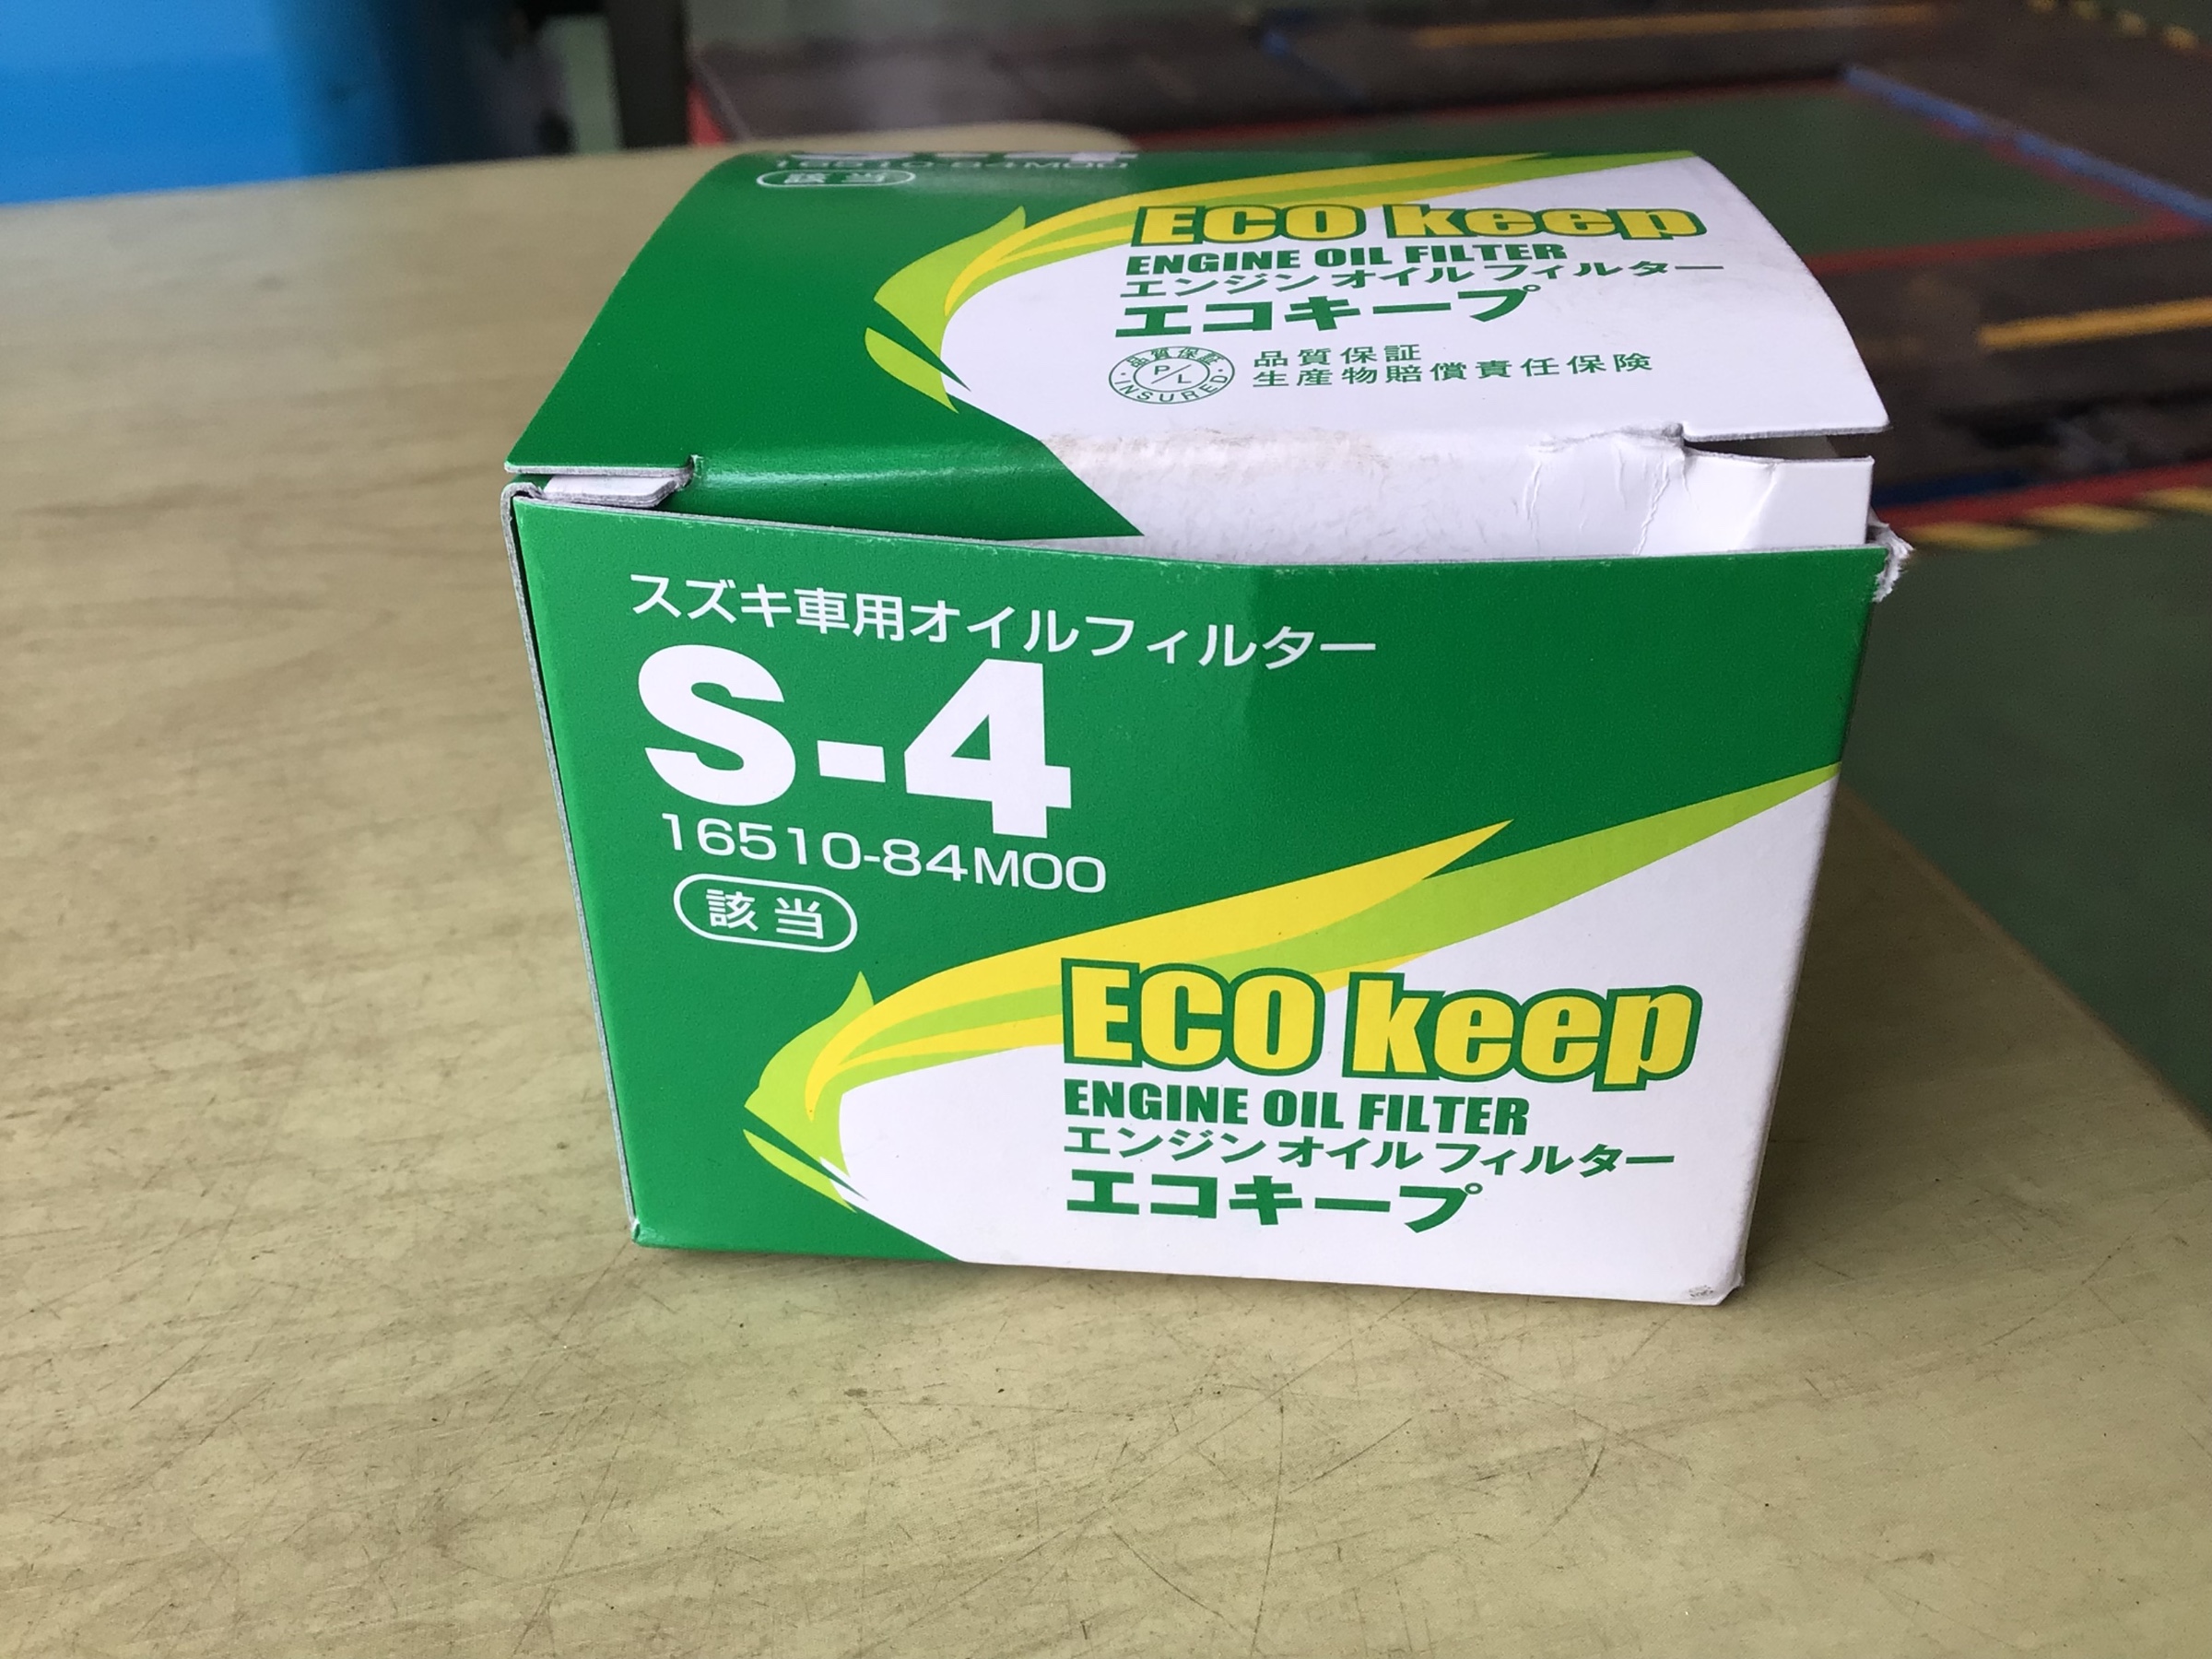 16510-84M00
該当
ECO keep
ENGINE OIL FILTER
エンジン オイル フィルター
エコキープ
品質保証
P/L
INSURED
品質保証
生産物賠償責任保険
スズキ車用オイルフィルター
S-4
16510-84M00
該当
ECO keep
ENGINE OIL FILTER
エンジン オイル フィルター
エコキープ